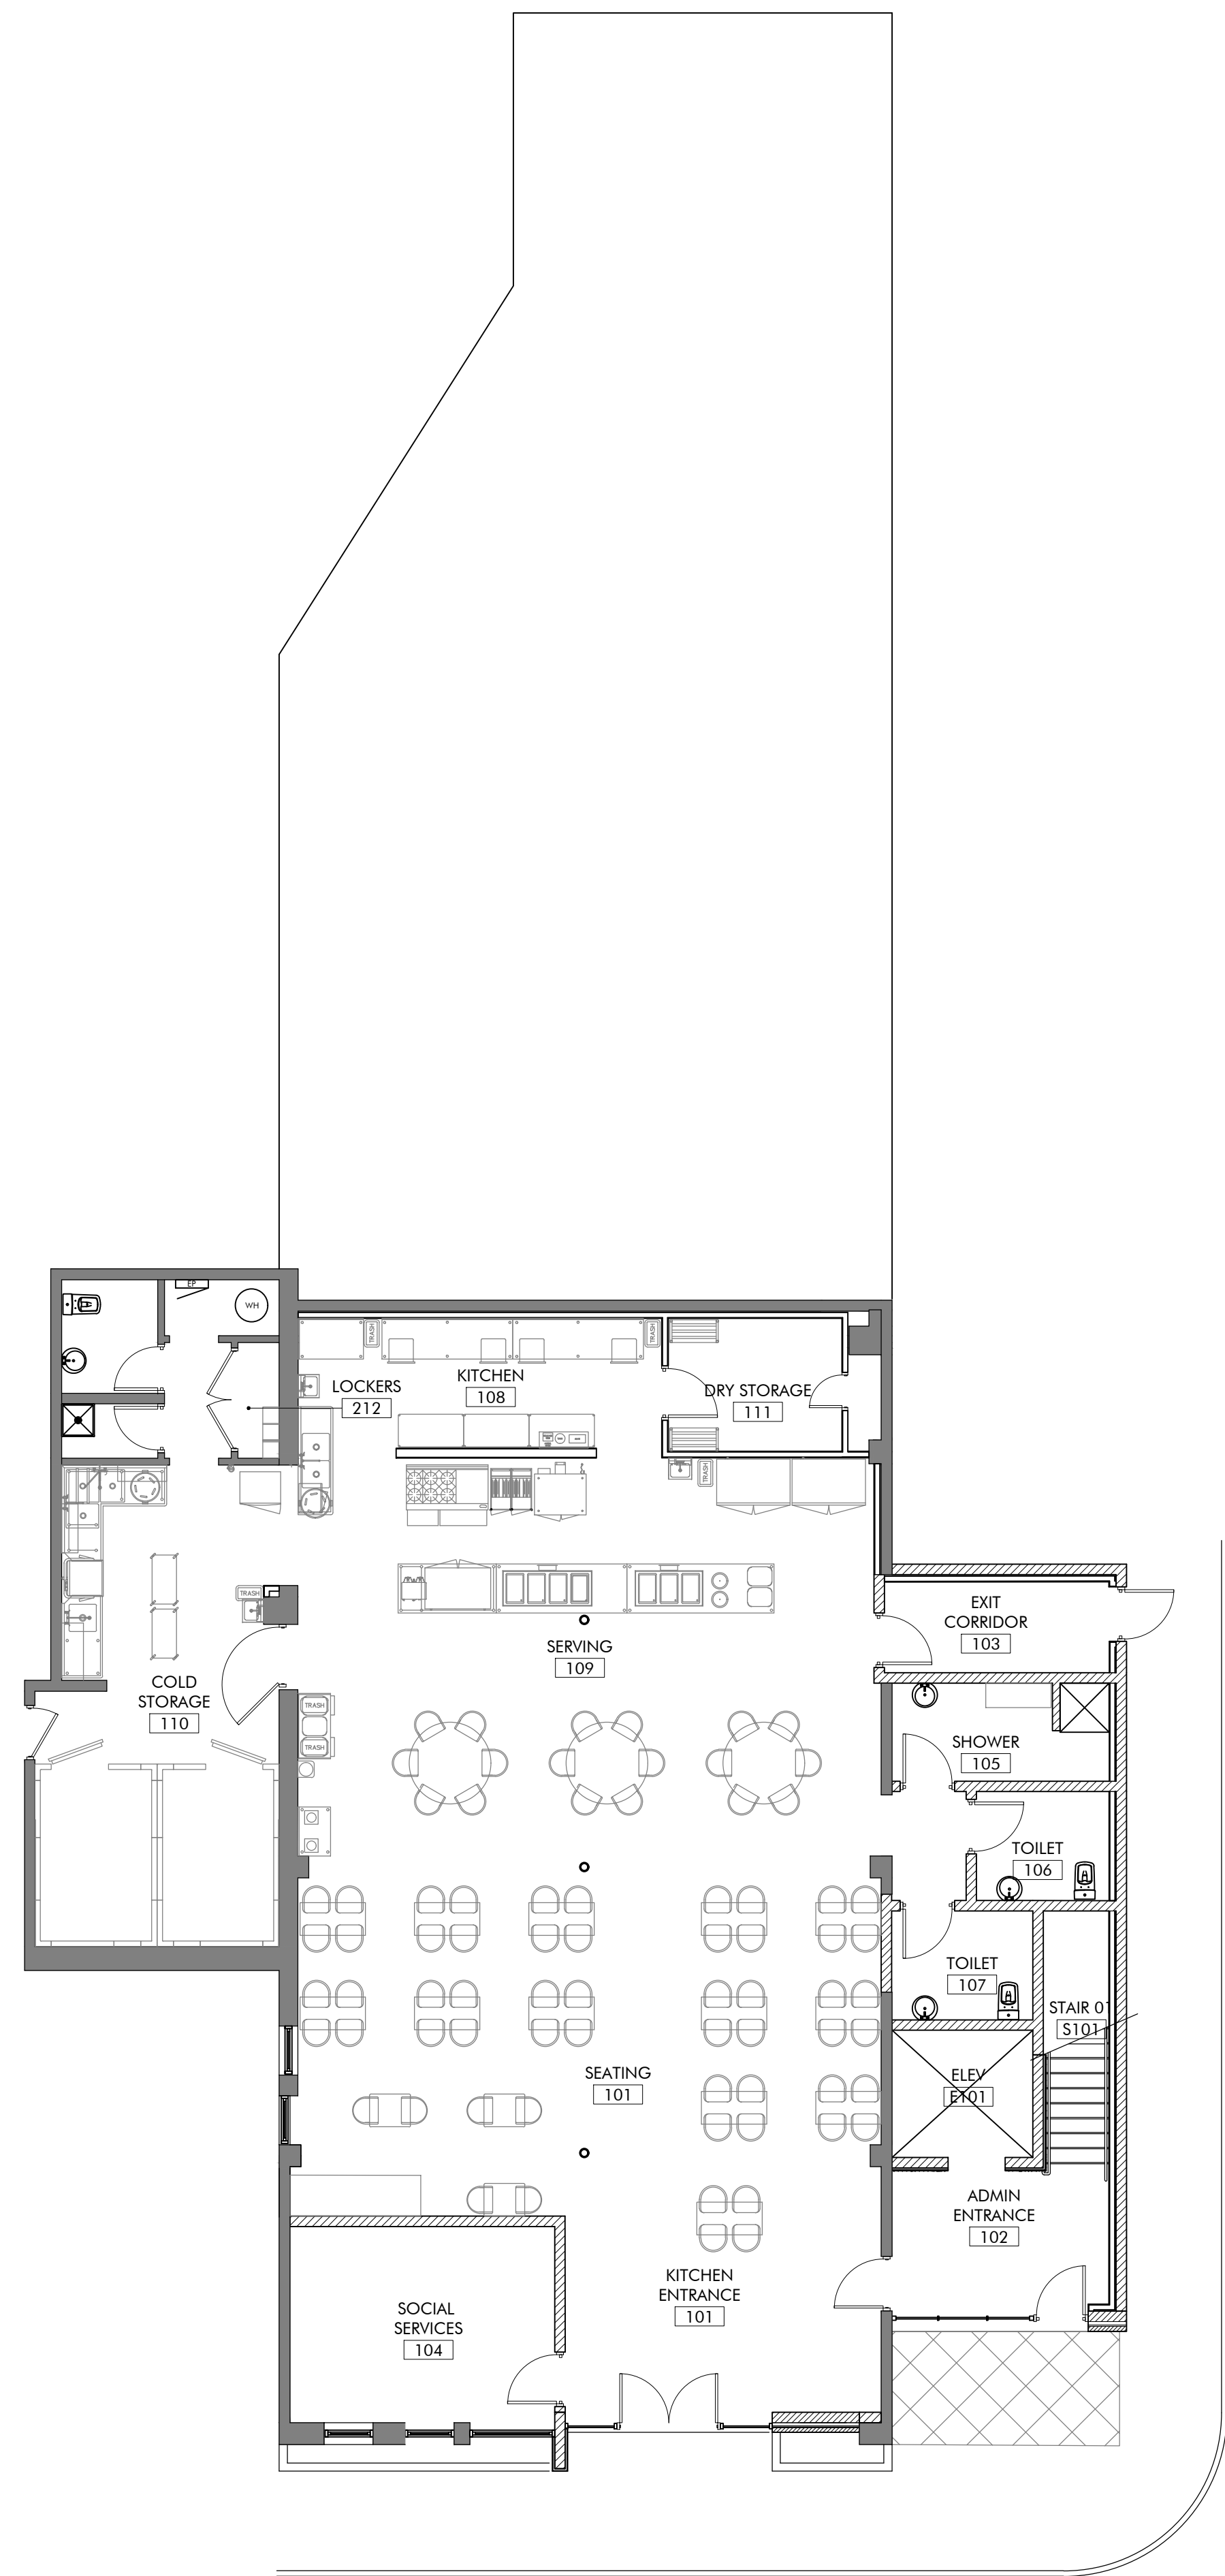 EP
WH
TRASH
TRASH
KITCHEN
108
LOCKERS
212
DRY STORAGE
111
TRASH
TRASH
EXIT
CORRIDOR
103
SERVING
109
COLD
STORAGE
110
TRASH
TRASH
SHOWER
105
TOILET
106
TOILET
107
STAIR 01
S101
SEATING
101
ELEV
E101
ADMIN
ENTRANCE
102
KITCHEN
ENTRANCE
101
SOCIAL
SERVICES
104